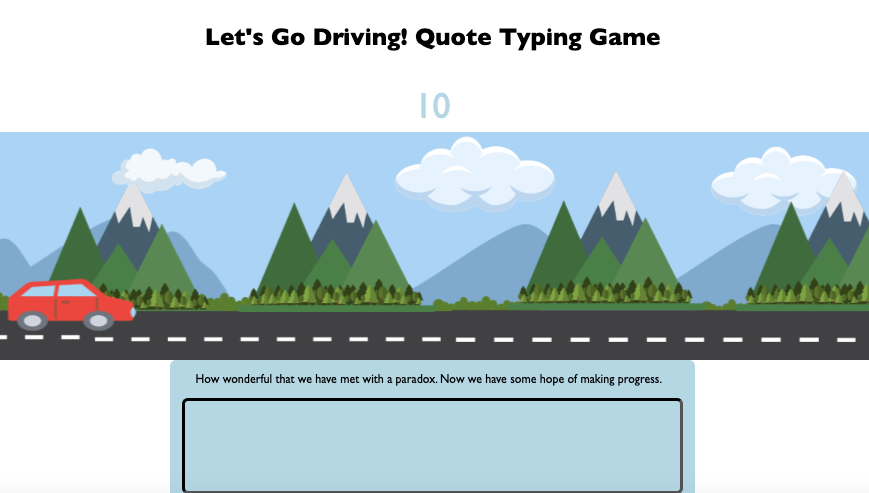 Let's Go Driving! Quote Typing Game
10
How wonderful that we have met with a paradox. Now we have some hope of making progress.